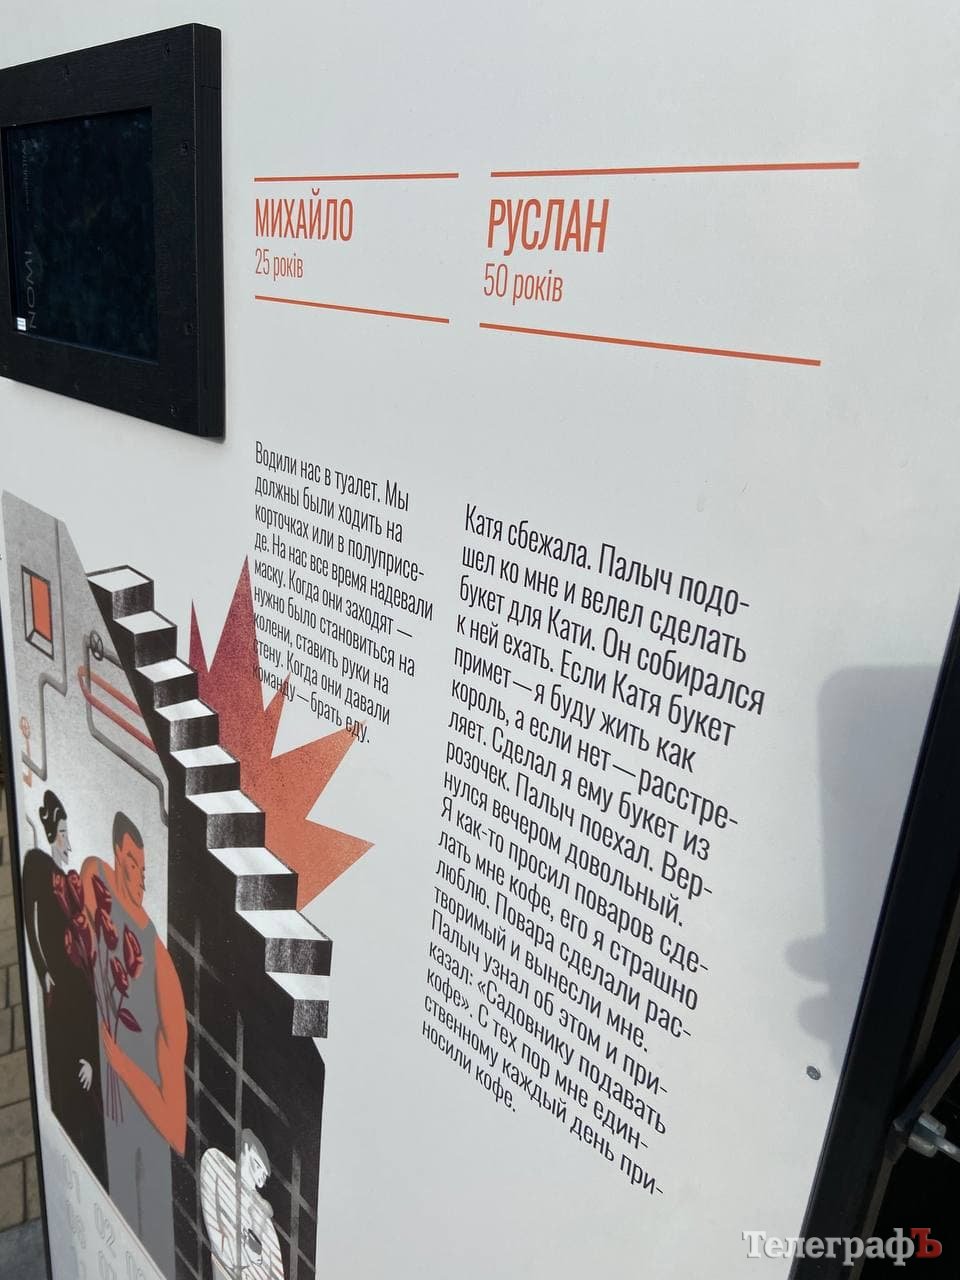 МИХАЙЛО
25 років
РУСЛАН
50 років
Водили нас в туалет. Мы
должны были ходить на
корточках или в полуприсе-
де. На нас все время надевали
маску. Когда они заходят —
нужно было становиться на
колени, ставить руки на
стену. Когда они давали
команду — брать еду.
Катя сбежала. Палыч подо-
шел ко мне и велел сделать
букет для Кати. Он собирался
к ней ехать. Если Катя букет
примет — я буду жить как
король, а если нет — расстре-
ляет. Сделал я ему букет из
розочек. Палыч поехал. Вер-
нулся вечером довольный.
Я как-то просил поваров сде-
лать мне кофе, его я страшно
люблю. Повара сделали рас-
творимый и вынесли мне.
Палыч узнал об этом и при-
казал: «Садовнику подавать
кофе». С тех пор мне един-
ственному каждый день при-
носили кофе.
02
ТелеграфЪ